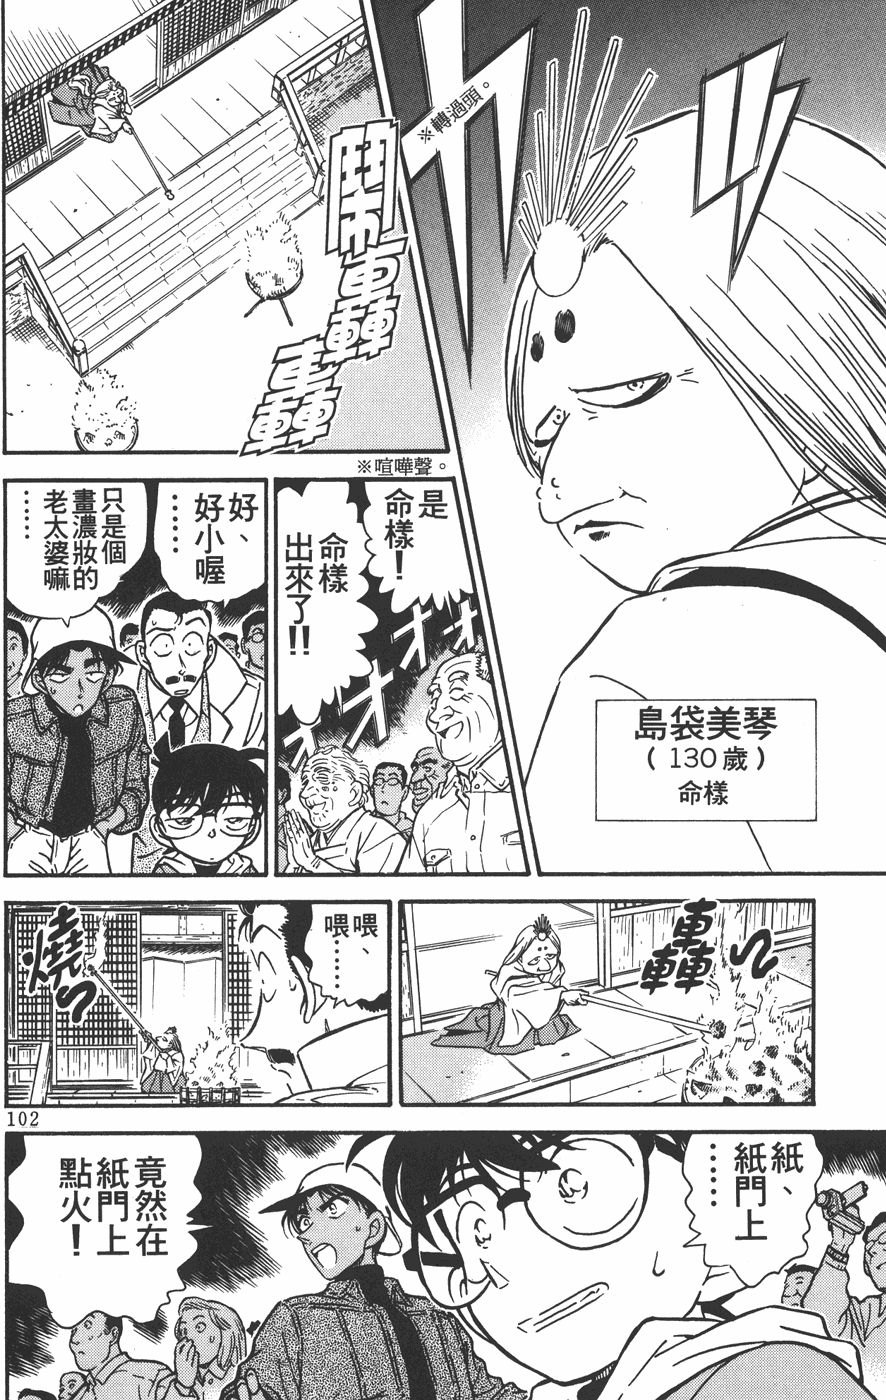 ※轉過頭。
島袋美琴
（130歲）
命樣
鬧轟
轟
※喧嘩聲。
是
命樣！
命樣
出來了!!
オオオオ
好、
好小喔
……
只是個
畫濃妝的
老太婆嘛
……
轟
喂、
喂……
燒
102
紙、
紙門上
……
竟然在
紙門上
點火！